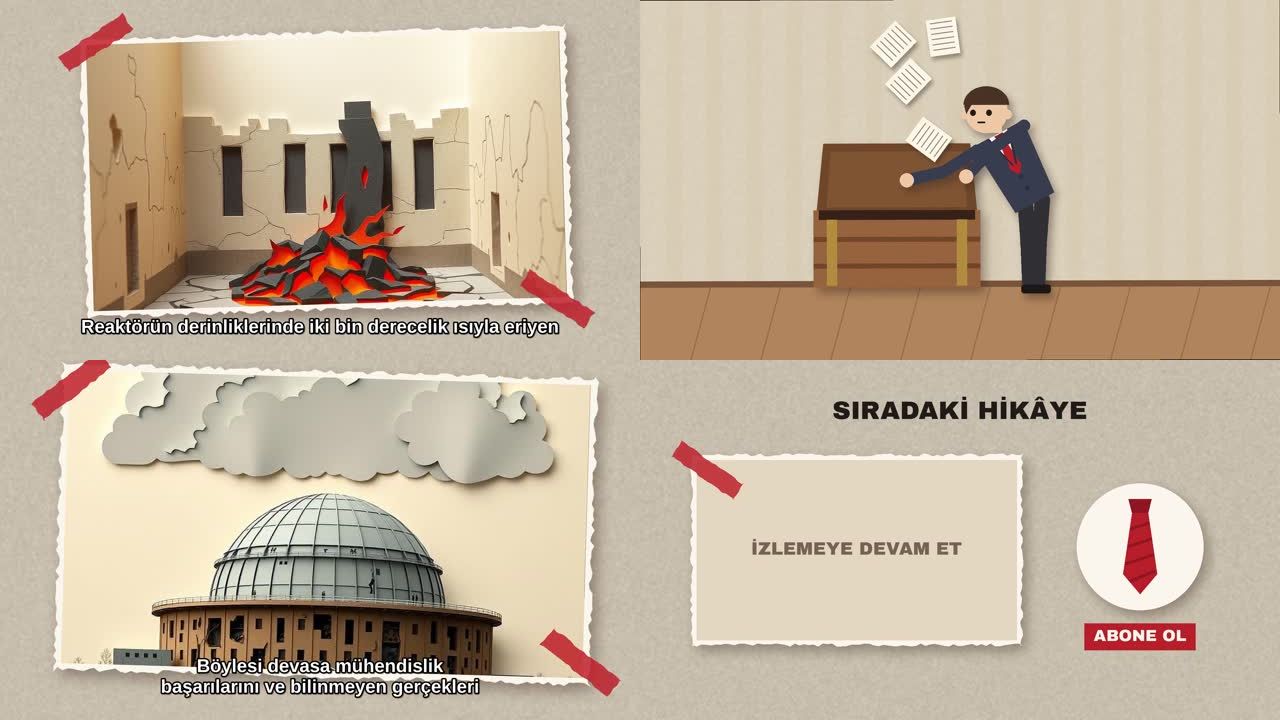 Reaktörün derinliklerinde iki bin derecelik ısıyla eriyen
Böylesi devasa mühendislik
başarılarını ve bilinmeyen gerçekleri
SIRADAKİ HİKÂYE
İZLEMEYE DEVAM ET
ABONE OL